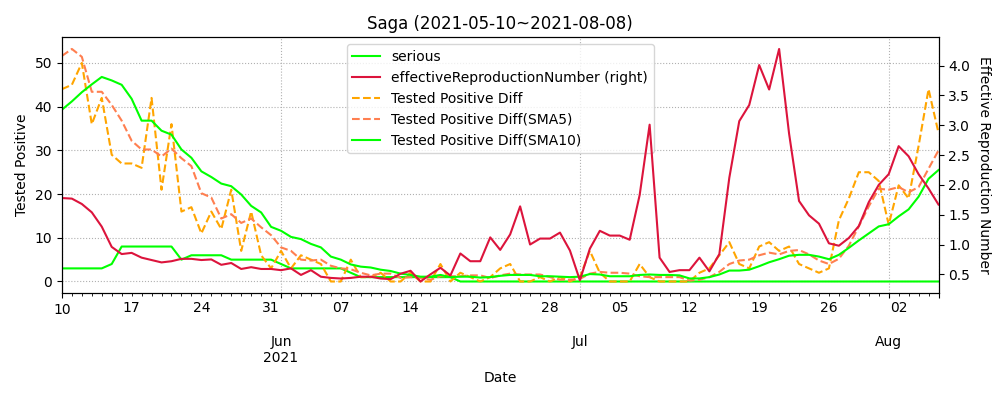 Saga (2021-05-10~2021-08-08)
serious
effectiveReproductionNumber (right)
Tested Positive Diff
Tested Positive Diff(SMA5)
Tested Positive Diff(SMA10)
Tested Positive
50
40
30
20
10
0
Effective Reproduction Number
4.0
3.5
3.0
2.5
2.0
1.5
1.0
0.5
10 17 24 31 07 14 21 28 05 12 19 26 02
Jun Jul Aug
2021
Date